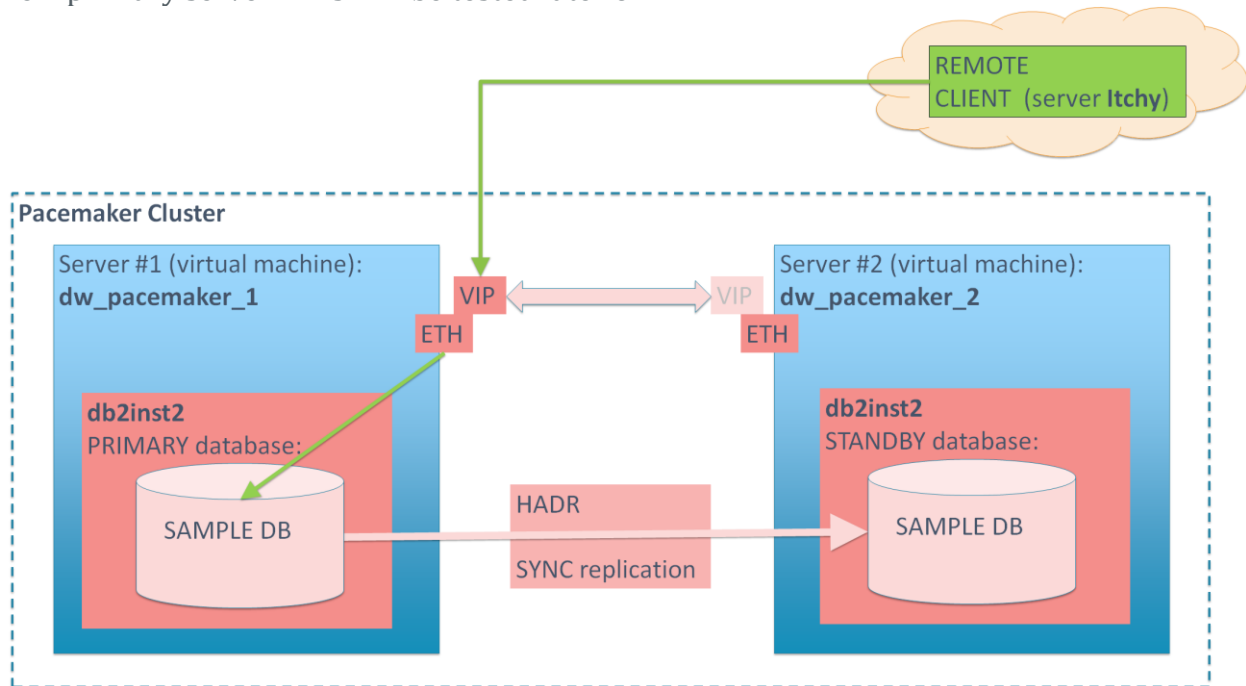 REMOTE
CLIENT (server Itchy)
Pacemaker Cluster
Server #1 (virtual machine):
dw_pacemaker_1
VIP
ETH
VIP
ETH
Server #2 (virtual machine):
dw_pacemaker_2
db2inst2
PRIMARY database:
SAMPLE DB
HADR
SYNC replication
db2inst2
STANDBY database:
SAMPLE DB